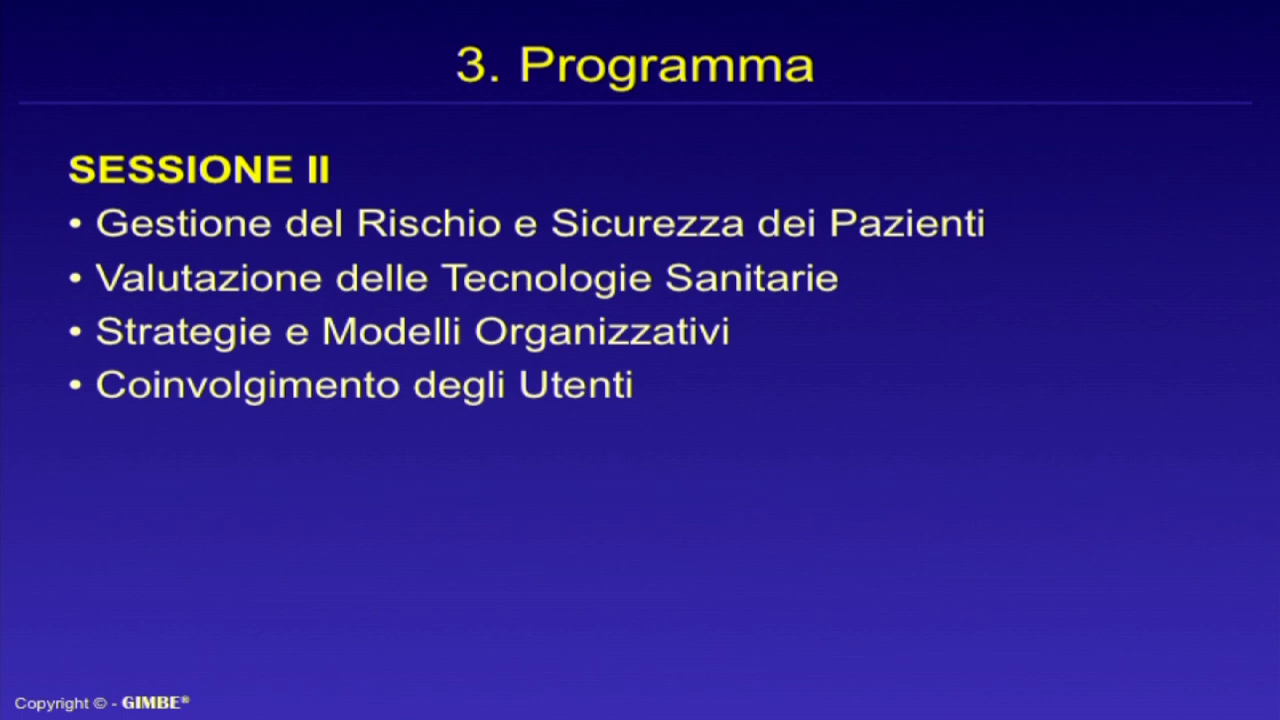 3. Programma
SESSIONE II
• Gestione del Rischio e Sicurezza dei Pazienti
• Valutazione delle Tecnologie Sanitarie
• Strategie e Modelli Organizzativi
• Coinvolgimento degli Utenti
Copyright © - GIMBE®